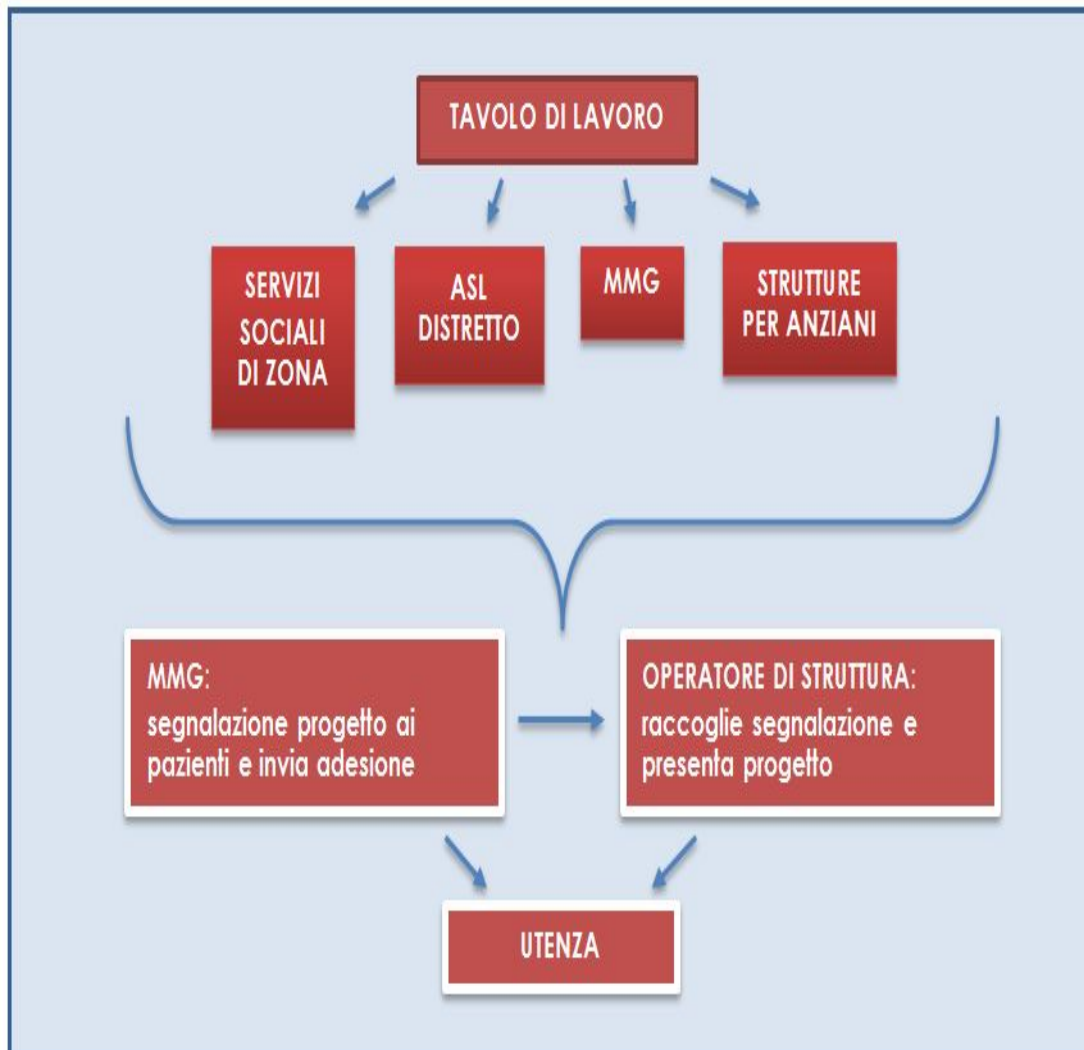 TAVOLO DI LAVORO
SERVIZI
SOCIALI
DI ZONA
ASL
DISTRETTO
MMG
STRUTTURE
PER ANZIANI
MMG:
segnalazione progetto ai
pazienti e invia adesione
OPERATORE DI STRUTTURA:
raccoglie segnalazione e
presenta progetto
UTENZA